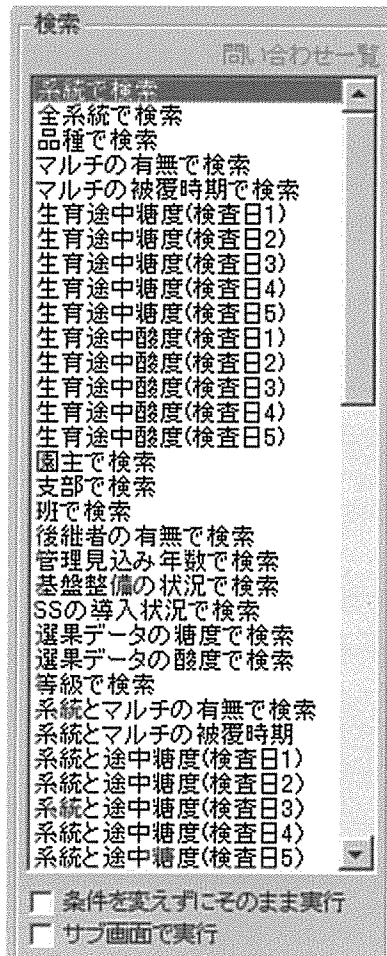 検索
問い合わせ一覧
系統で検索
全系統で検索
品種で検索
マルチの有無で検索
マルチの被覆時期で検索
生育途中糖度(検査日1)
生育途中糖度(検査日2)
生育途中糖度(検査日3)
生育途中糖度(検査日4)
生育途中糖度(検査日5)
生育途中酸度(検査日1)
生育途中酸度(検査日2)
生育途中酸度(検査日3)
生育途中酸度(検査日4)
生育途中酸度(検査日5)
園主で検索
支部で検索
班で検索
後継者の有無で検索
管理見込み年数で検索
基盤整備の状況で検索
SSの導入状況で検索
選果データの糖度で検索
選果データの酸度で検索
等級で検索
系統とマルチの有無で検索
系統とマルチの被覆時期
系統と途中糖度(検査日1)
系統と途中糖度(検査日2)
系統と途中糖度(検査日3)
系統と途中糖度(検査日4)
系統と途中糖度(検査日5)
条件を変えずにそのまま実行
サブ画面で実行